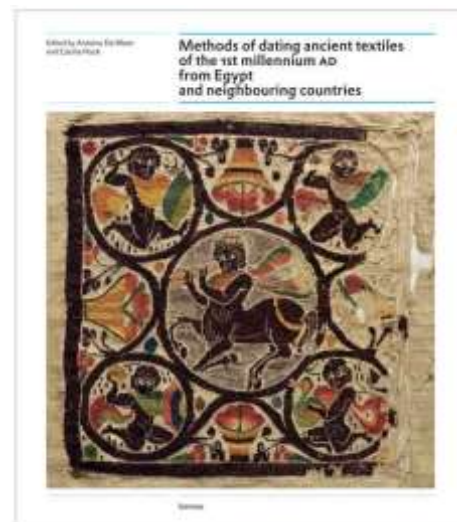 Edited by Antoine De Moor
and Cäcilia Fluck
Methods of dating ancient textiles
of the 1st millennium AD
from Egypt
and neighbouring countries